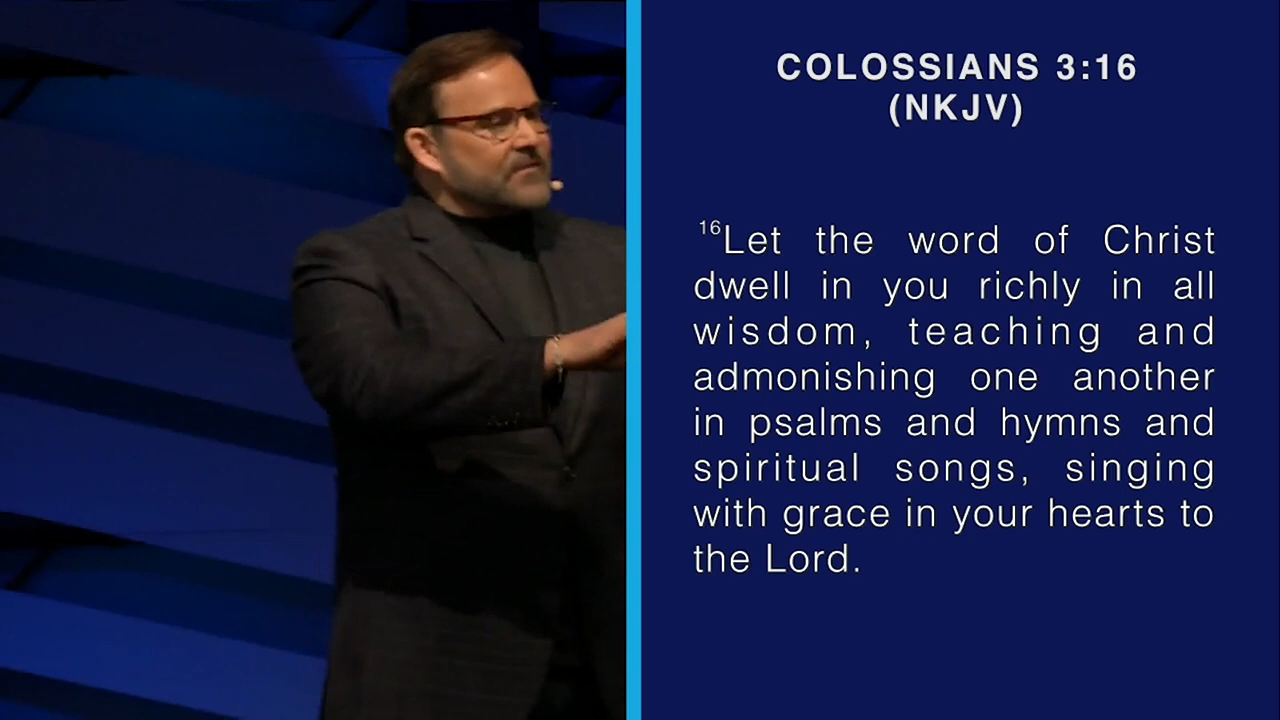 COLOSSIANS 3:16
(NKJV)
16Let the word of Christ
dwell in you richly in all
wisdom, teaching and
admonishing one another
in psalms and hymns and
spiritual songs, singing
with grace in your hearts to
the Lord.